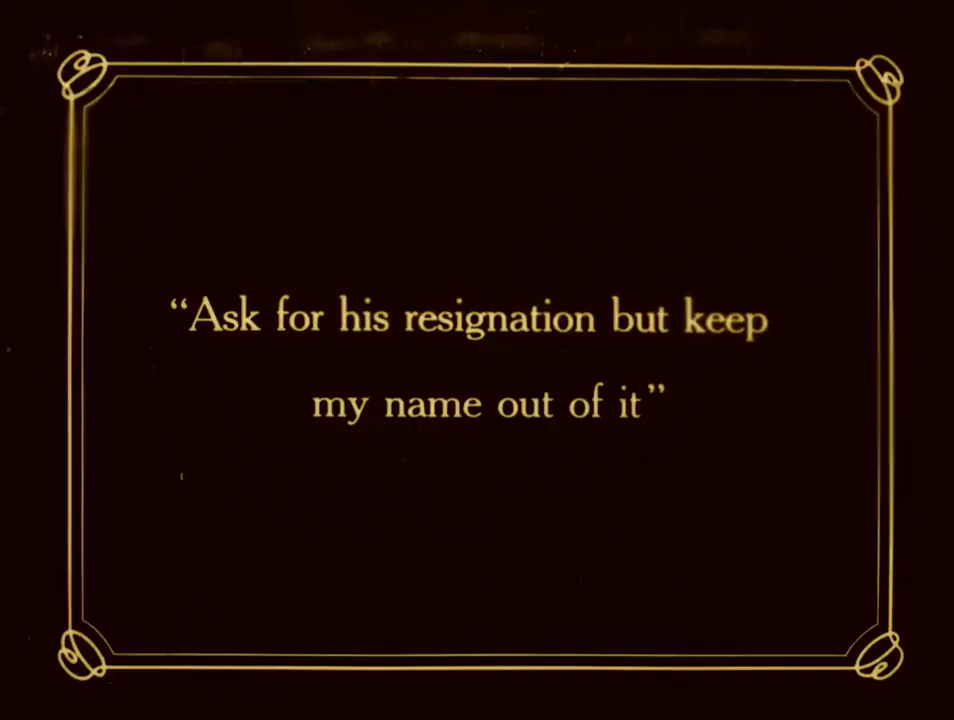 “Ask for his resignation but keep
my name out of it”